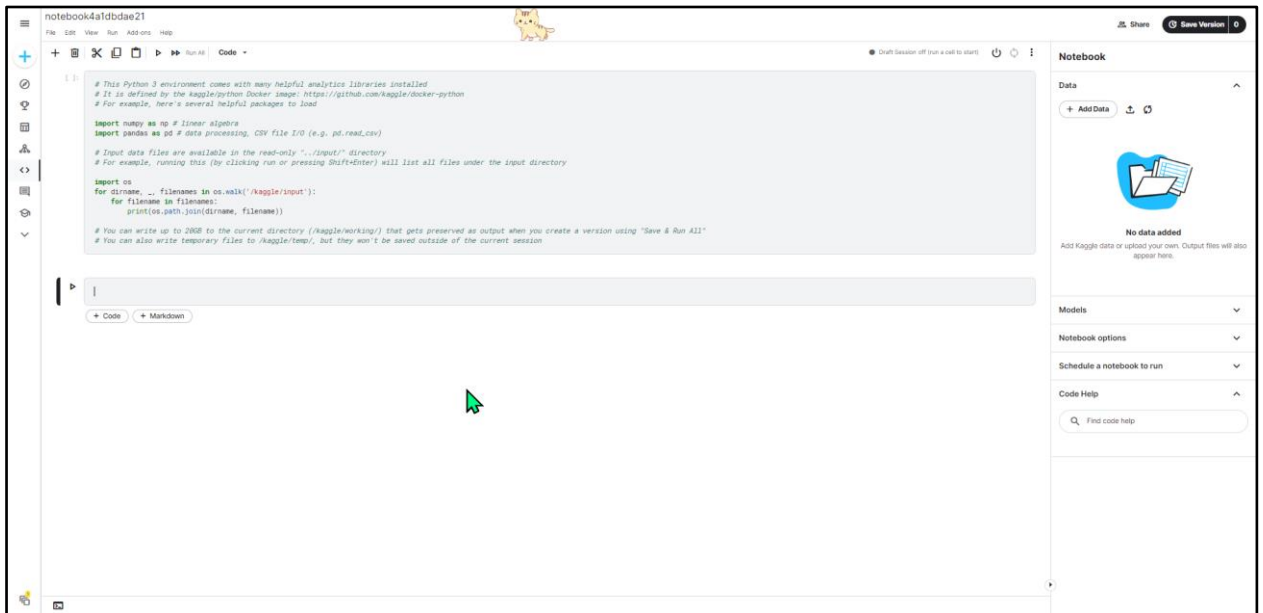 notebook4a1dbdae21
File Edit View Run Add-ons Help
Share
Save Version 0
Run All Code
Draft Session off (run a cell to start)
[ ]:
# This Python 3 environment comes with many helpful analytics libraries installed
# It is defined by the kaggle/python Docker image: https://github.com/kaggle/docker-python
# For example, here's several helpful packages to load
import numpy as np # linear algebra
import pandas as pd # data processing, CSV file I/O (e.g. pd.read_csv)
# Input data files are available in the read-only "../input/" directory
# For example, running this (by clicking run or pressing Shift+Enter) will list all files under the input directory
import os
for dirname, _, filenames in os.walk('/kaggle/input'):
for filename in filenames:
print(os.path.join(dirname, filename))
# You can write up to 20GB to the current directory (/kaggle/working/) that gets preserved as output when you create a version using "Save & Run All"
# You can also write temporary files to /kaggle/temp/, but they won't be saved outside of the current session
+ Code + Markdown
Notebook
Data
+ Add Data
No data added
Add Kaggle data or upload your own. Output files will also
appear here.
Models
Notebook options
Schedule a notebook to run
Code Help
Find code help